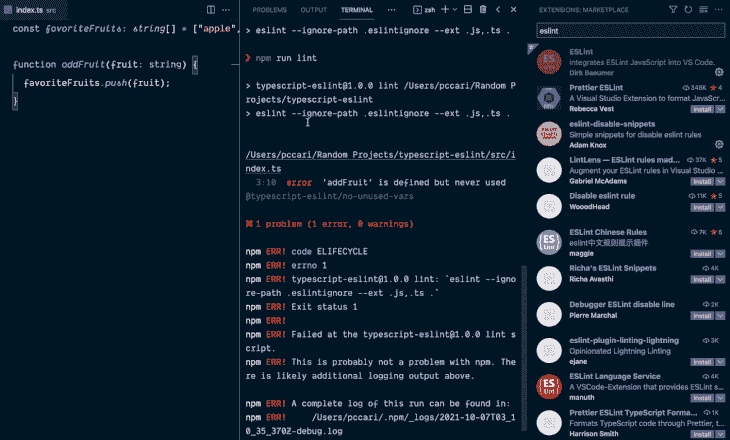 index.ts src
const favoriteFruits: string[] = ["apple",
function addFruit(fruit: string) {
favoriteFruits.push(fruit);
}
PROBLEMS OUTPUT TERMINAL ··· zsh
> eslint --ignore-path .eslintignore --ext .js,.ts .
❯ npm run lint
> typescript-eslint@1.0.0 lint /Users/pccari/Random P
rojects/typescript-eslint
> eslint --ignore-path .eslintignore --ext .js,.ts .
/Users/pccari/Random Projects/typescript-eslint/src/i
ndex.ts
3:10 error 'addFruit' is defined but never used
@typescript-eslint/no-unused-vars
⌘ 1 problem (1 error, 0 warnings)
npm ERR! code ELIFECYCLE
npm ERR! errno 1
npm ERR! typescript-eslint@1.0.0 lint: `eslint --igno
re-path .eslintignore --ext .js,.ts .`
npm ERR! Exit status 1
npm ERR!
npm ERR! Failed at the typescript-eslint@1.0.0 lint s
cript.
npm ERR! This is probably not a problem with npm. The
re is likely additional logging output above.
npm ERR! A complete log of this run can be found in:
npm ERR! /Users/pccari/.npm/_logs/2021-10-07T03_1
0_35_370Z-debug.log
EXTENSIONS: MARKETPLACE
eslint
ESLint
Integrates ESLint JavaScript into VS Code.
Dirk Baeumer
Prettier ESLint 348K 4
A Visual Studio Extension to format JavaScr...
Rebecca Vest Install
eslint-disable-snippets
Simple snippets for disable eslint rules
Adam Knox
LintLens — ESLint rules mad... 37K 5
Augment your ESLint rules in Visual Studio ...
Gabriel McAdams Install
Disable eslint rule 11K 5
WooodHead Install
ESLint Chinese Rules 7K 5
eslint中文规则提示插件
maggie Install
Richa's ESLint Snippets 4K
Richa Avasthi Install
Debugger ESLint disable line 2K
Pierre Marchal Install
eslint-plugin-linting-lightning 3K
Opinionated Lightning Linting
ejane Install
ESLint Language Service 4K
A VSCode-Extension that provides ESLint s...
manuth Install
Prettier ESLint TypeScript Forma... 1K
Formats TypeScript code through Prettier, t...
Harrison Smith Install